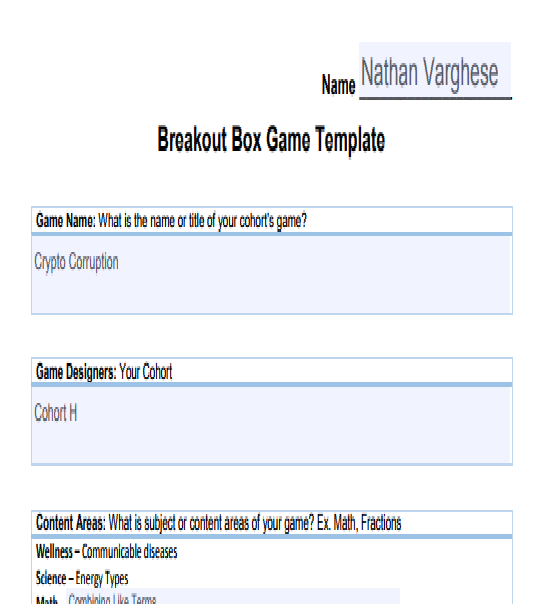 Name Nathan Varghese
Breakout Box Game Template
Game Name: What is the name or title of your cohort's game?
Crypto Corruption
Game Designers: Your Cohort
Cohort H
Content Areas: What is subject or content areas of your game? Ex. Math, Fractions
Wellness – Communicable diseases
Science – Energy Types
Math Combining Like Terms